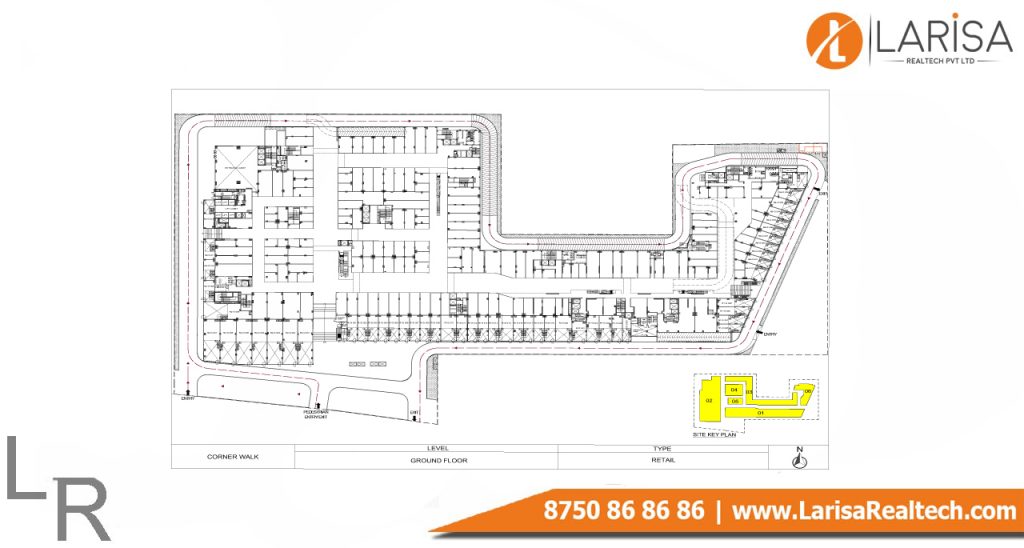 LARiSA
REALTECH PVT LTD
EXIT
ENTRY
ENTRY
PEDESTRIAN
ENTRY/EXIT
EXIT
02
04
03
05
06
01
SITE KEY PLAN
CORNER WALK
LEVEL
GROUND FLOOR
TYPE
RETAIL
N
LR
8750 86 86 86 | www.LarisaRealtech.com